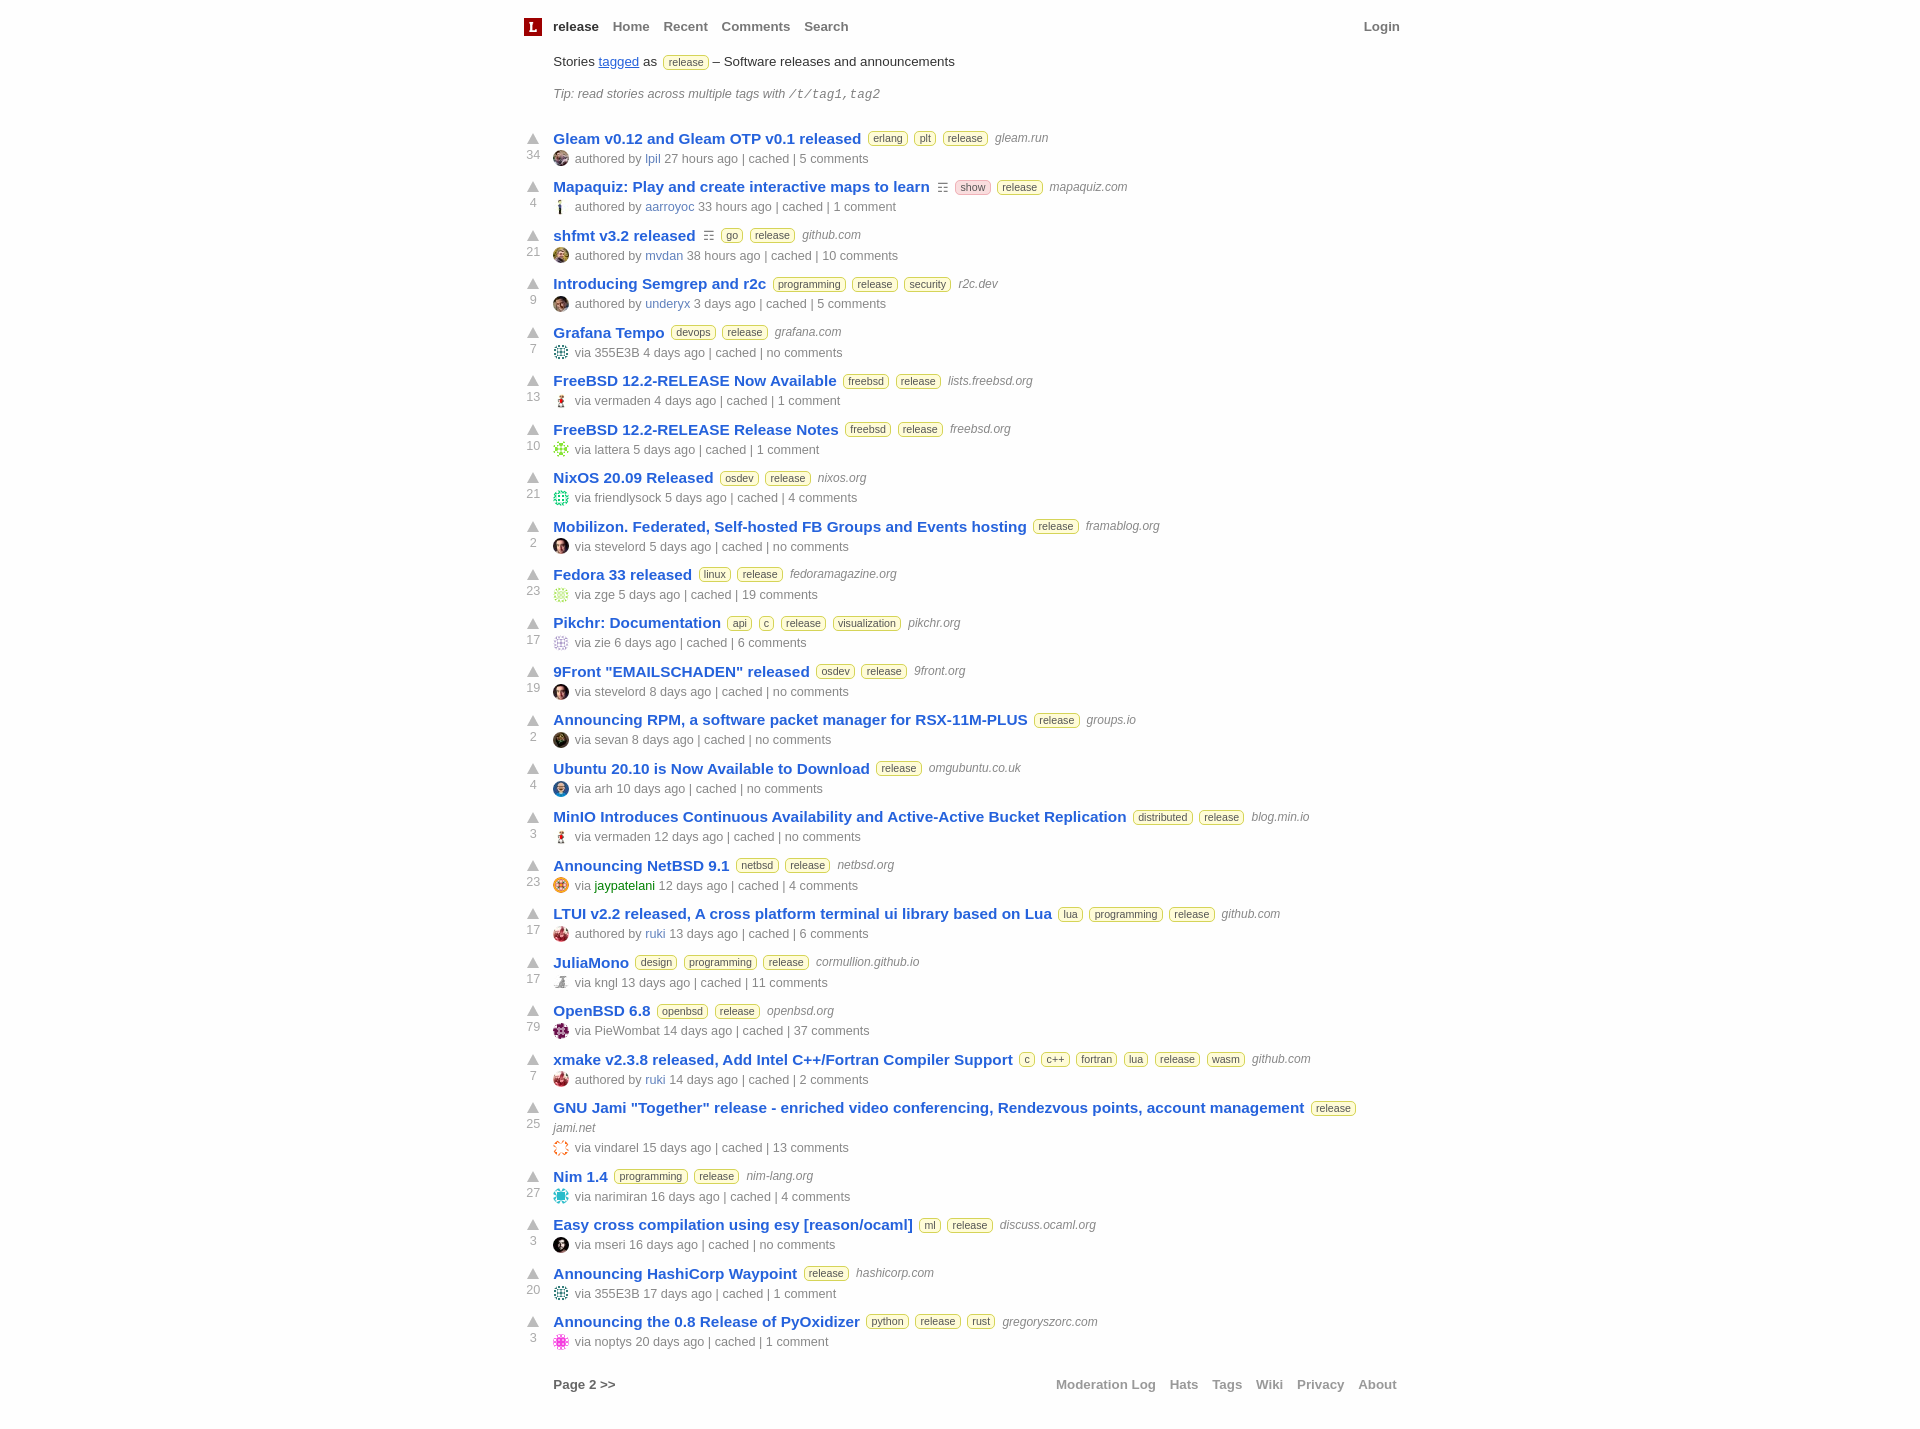 L release Home Recent Comments Search Login
Stories tagged as release – Software releases and announcements
Tip: read stories across multiple tags with /t/tag1,tag2
Gleam v0.12 and Gleam OTP v0.1 released erlang plt release gleam.run
34 authored by lpil 27 hours ago | cached | 5 comments
Mapaquiz: Play and create interactive maps to learn ☶ show release mapaquiz.com
4 authored by aarroyoc 33 hours ago | cached | 1 comment
shfmt v3.2 released ☶ go release github.com
21 authored by mvdan 38 hours ago | cached | 10 comments
Introducing Semgrep and r2c programming release security r2c.dev
9 authored by underyx 3 days ago | cached | 5 comments
Grafana Tempo devops release grafana.com
7 via 355E3B 4 days ago | cached | no comments
FreeBSD 12.2-RELEASE Now Available freebsd release lists.freebsd.org
13 via vermaden 4 days ago | cached | 1 comment
FreeBSD 12.2-RELEASE Release Notes freebsd release freebsd.org
10 via lattera 5 days ago | cached | 1 comment
NixOS 20.09 Released osdev release nixos.org
21 via friendlysock 5 days ago | cached | 4 comments
Mobilizon. Federated, Self-hosted FB Groups and Events hosting release framablog.org
2 via stevelord 5 days ago | cached | no comments
Fedora 33 released linux release fedoramagazine.org
23 via zge 5 days ago | cached | 19 comments
Pikchr: Documentation api c release visualization pikchr.org
17 via zie 6 days ago | cached | 6 comments
9Front "EMAILSCHADEN" released osdev release 9front.org
19 via stevelord 8 days ago | cached | no comments
Announcing RPM, a software packet manager for RSX-11M-PLUS release groups.io
2 via sevan 8 days ago | cached | no comments
Ubuntu 20.10 is Now Available to Download release omgubuntu.co.uk
4 via arh 10 days ago | cached | no comments
MinIO Introduces Continuous Availability and Active-Active Bucket Replication distributed release blog.min.io
3 via vermaden 12 days ago | cached | no comments
Announcing NetBSD 9.1 netbsd release netbsd.org
23 via jaypatelani 12 days ago | cached | 4 comments
LTUI v2.2 released, A cross platform terminal ui library based on Lua lua programming release github.com
17 authored by ruki 13 days ago | cached | 6 comments
JuliaMono design programming release cormullion.github.io
17 via kngl 13 days ago | cached | 11 comments
OpenBSD 6.8 openbsd release openbsd.org
79 via PieWombat 14 days ago | cached | 37 comments
xmake v2.3.8 released, Add Intel C++/Fortran Compiler Support c c++ fortran lua release wasm github.com
7 authored by ruki 14 days ago | cached | 2 comments
GNU Jami "Together" release - enriched video conferencing, Rendezvous points, account management release
25 jami.net
via vindarel 15 days ago | cached | 13 comments
Nim 1.4 programming release nim-lang.org
27 via narimiran 16 days ago | cached | 4 comments
Easy cross compilation using esy [reason/ocaml] ml release discuss.ocaml.org
3 via mseri 16 days ago | cached | no comments
Announcing HashiCorp Waypoint release hashicorp.com
20 via 355E3B 17 days ago | cached | 1 comment
Announcing the 0.8 Release of PyOxidizer python release rust gregoryszorc.com
3 via noptys 20 days ago | cached | 1 comment
Page 2 >> Moderation Log Hats Tags Wiki Privacy About